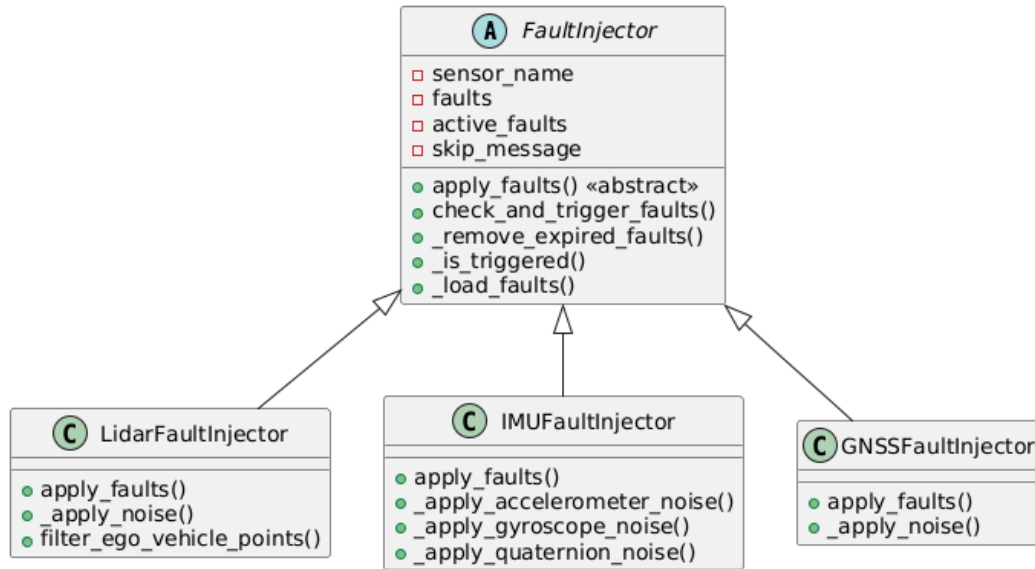 A FaultInjector
sensor_name
faults
active_faults
skip_message
apply_faults() «abstract»
check_and_trigger_faults()
_remove_expired_faults()
_is_triggered()
_load_faults()
C LidarFaultInjector
apply_faults()
_apply_noise()
filter_ego_vehicle_points()
C IMUFaultInjector
apply_faults()
_apply_accelerometer_noise()
_apply_gyroscope_noise()
_apply_quaternion_noise()
C GNSSFaultInjector
apply_faults()
_apply_noise()